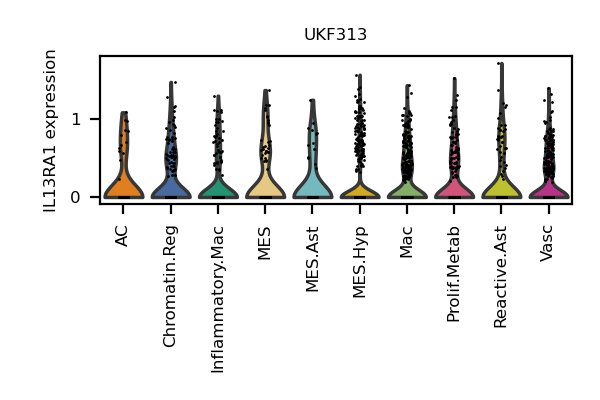 UKF313
IL13RA1 expression
1
0
AC
Chromatin.Reg
Inflammatory.Mac
MES
MES.Ast
MES.Hyp
Mac
Prolif.Metab
Reactive.Ast
Vasc